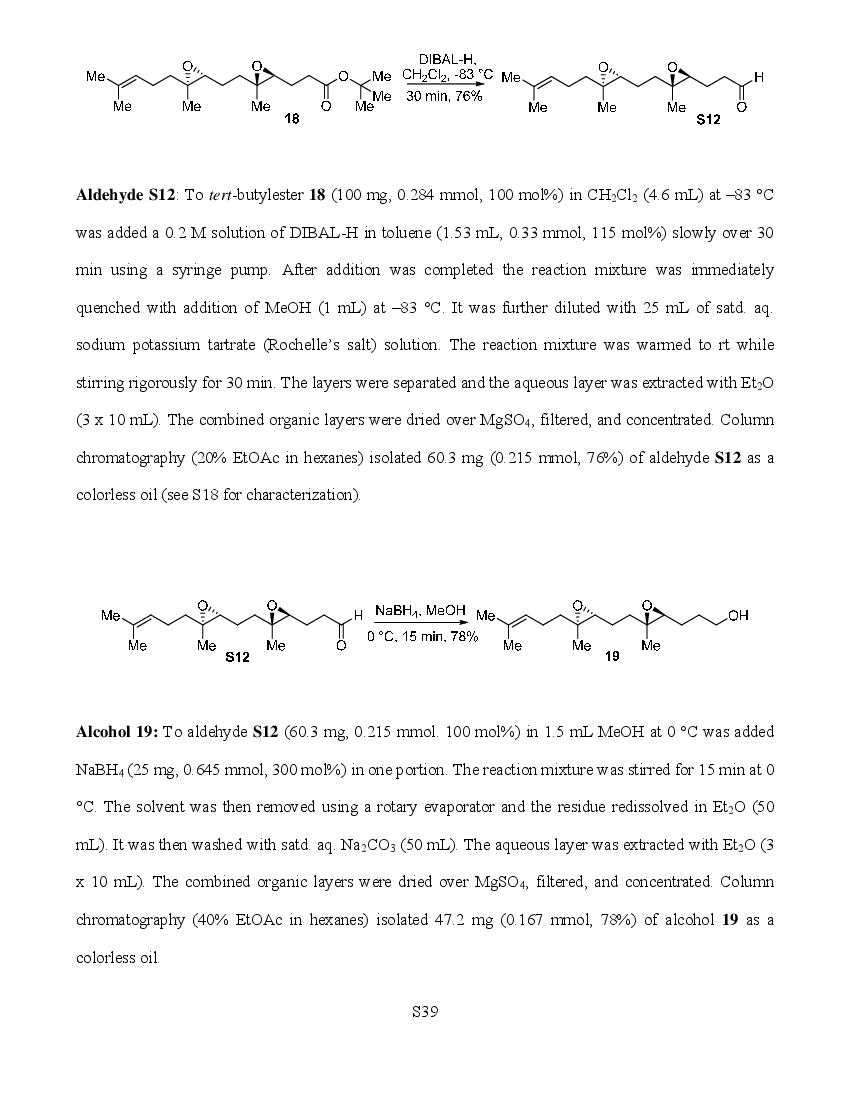 DIBAL-H,
CH2Cl2, -83 °C
30 min, 76%
Me
Me
O
Me
O
Me
O
O
Me
Me
Me
18
Me
Me
O
Me
O
Me
H
O
S12
Aldehyde S12: To tert-butylester 18 (100 mg, 0.284 mmol, 100 mol%) in CH2Cl2 (4.6 mL) at –83 °C
was added a 0.2 M solution of DIBAL-H in toluene (1.53 mL, 0.33 mmol, 115 mol%) slowly over 30
min using a syringe pump. After addition was completed the reaction mixture was immediately
quenched with addition of MeOH (1 mL) at –83 °C. It was further diluted with 25 mL of satd. aq.
sodium potassium tartrate (Rochelle’s salt) solution. The reaction mixture was warmed to rt while
stirring rigorously for 30 min. The layers were separated and the aqueous layer was extracted with Et2O
(3 x 10 mL). The combined organic layers were dried over MgSO4, filtered, and concentrated. Column
chromatography (20% EtOAc in hexanes) isolated 60.3 mg (0.215 mmol, 76%) of aldehyde S12 as a
colorless oil (see S18 for characterization).
Me
Me
O
Me
O
Me
H
O
S12
NaBH4, MeOH
0 °C, 15 min, 78%
Me
Me
O
Me
O
Me
OH
19
Alcohol 19: To aldehyde S12 (60.3 mg, 0.215 mmol. 100 mol%) in 1.5 mL MeOH at 0 °C was added
NaBH4 (25 mg, 0.645 mmol, 300 mol%) in one portion. The reaction mixture was stirred for 15 min at 0
°C. The solvent was then removed using a rotary evaporator and the residue redissolved in Et2O (50
mL). It was then washed with satd. aq. Na2CO3 (50 mL). The aqueous layer was extracted with Et2O (3
x 10 mL). The combined organic layers were dried over MgSO4, filtered, and concentrated. Column
chromatography (40% EtOAc in hexanes) isolated 47.2 mg (0.167 mmol, 78%) of alcohol 19 as a
colorless oil.
S39